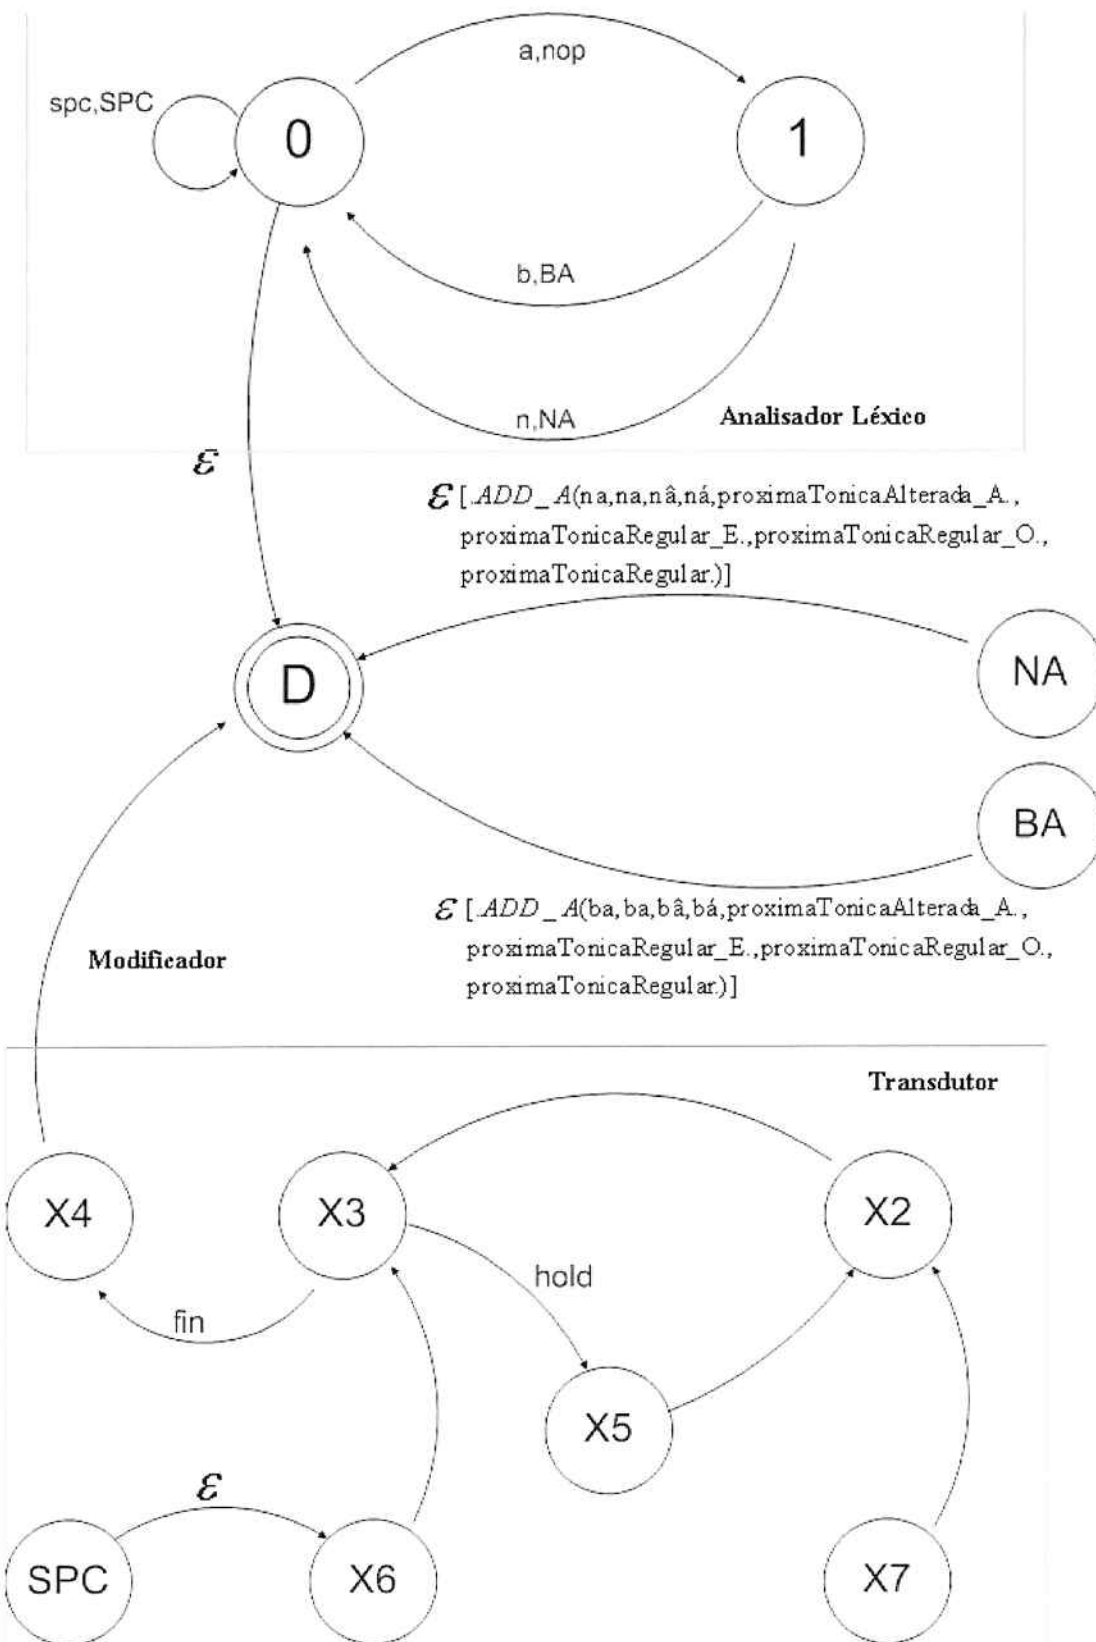 a,nop
spc,SPC
0
1
b,BA
n,NA
Analisador Léxico
ε
ε [.ADD_A(na,na,nâ,ná,proximaTonicaAlterada_A.,
proximaTonicaRegular_E.,proximaTonicaRegular_O.,
proximaTonicaRegular.)]
D
NA
BA
ε [.ADD_A(ba,ba,bâ,bá,proximaTonicaAlterada_A.,
proximaTonicaRegular_E.,proximaTonicaRegular_O.,
proximaTonicaRegular.)]
Modificador
Transdutor
X4
X3
X2
hold
fin
X5
ε
SPC
X6
X7